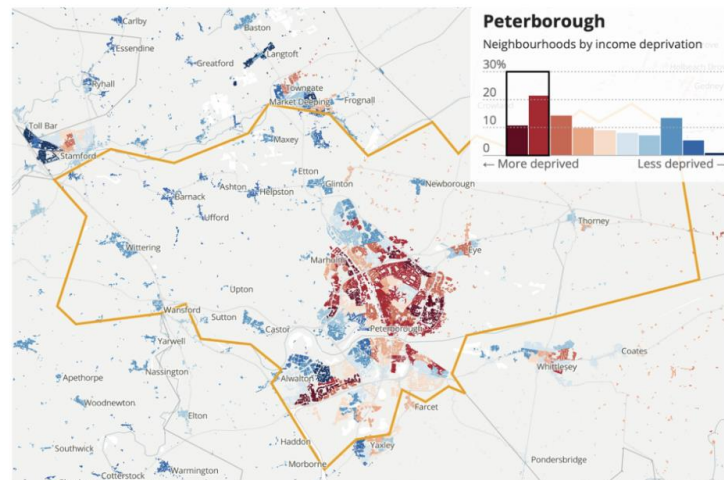 Peterborough
Neighbourhoods by income deprivation
30%
20
10
0
← More deprived
Less deprived →
Carlby
Baston
Essendine
Langtoft
Greatford
Ryhall
Towngate
Market Deeping
Frognall
Toll Bar
Stamford
Maxey
Etton
Glinton
Newborough
Ashton
Helpston
Barnack
Ufford
Thorney
Wittering
Eye
Marholm
Upton
Wansford
Sutton
Castor
Peterborough
Yarwell
Coates
Whittlesey
Nassington
Alwalton
Apethorpe
Woodnewton
Elton
Farcet
Haddon
Yaxley
Southwick
Morborne
Pondersbridge
Warmington
Cotterstock